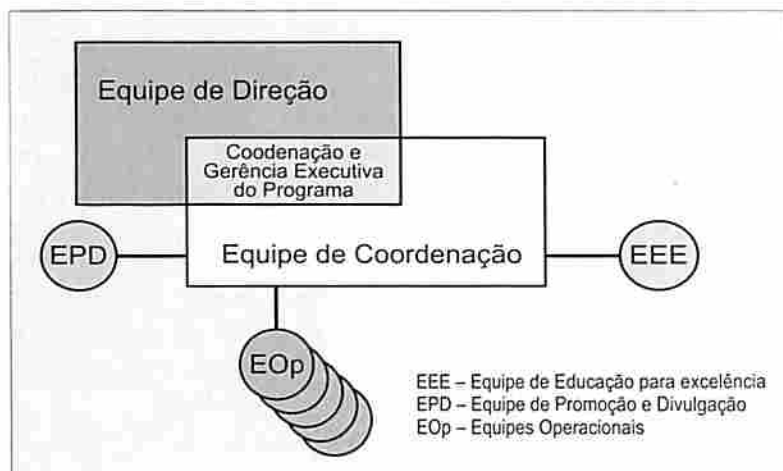 Equipe de Direção
Coodenação e
Gerência Executiva
do Programa
EPD
Equipe de Coordenação
EEE
EOp
EEE – Equipe de Educação para excelência
EPD – Equipe de Promoção e Divulgação
EOp – Equipes Operacionais